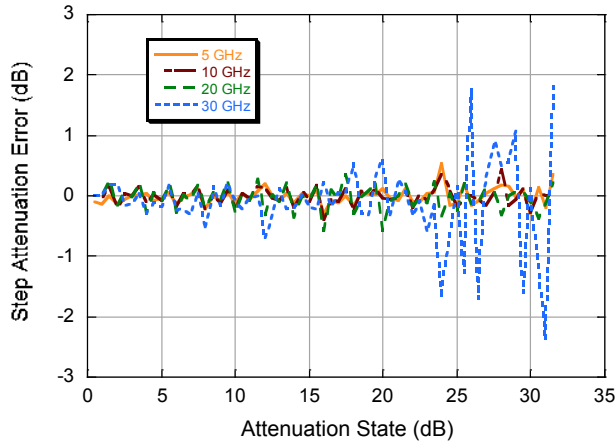 3
2
1
0
-1
-2
-3
Step Attenuation Error (dB)
5 GHz
10 GHz
20 GHz
30 GHz
0 5 10 15 20 25 30 35
Attenuation State (dB)